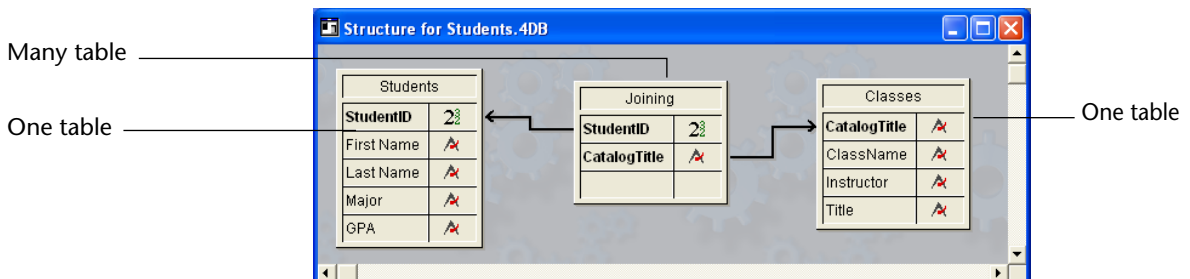 Structure for Students.4DB
Many table
One table
One table
Students
StudentID
First Name
Last Name
Major
GPA
Joining
StudentID
CatalogTitle
Classes
CatalogTitle
ClassName
Instructor
Title